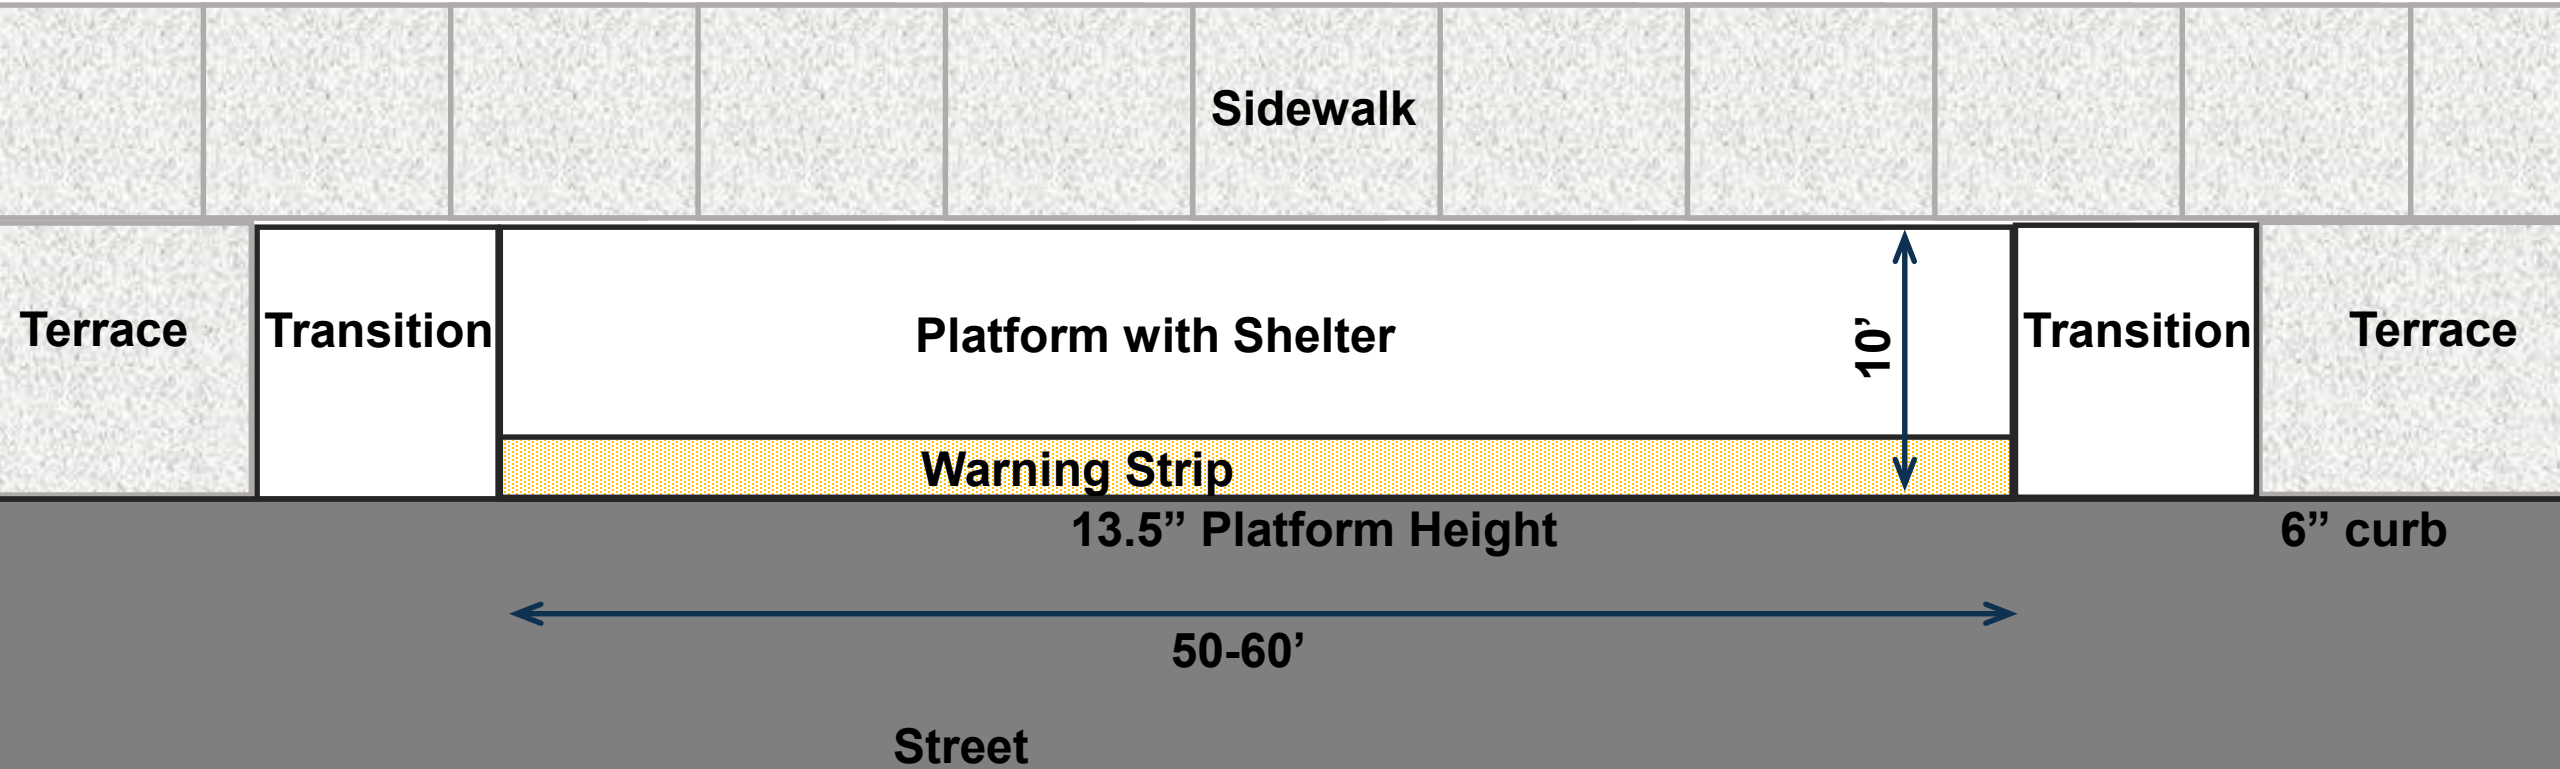 Sidewalk
Terrace
Transition
Platform with Shelter
10’
Transition
Terrace
Warning Strip
13.5” Platform Height
6” curb
50-60’
Street